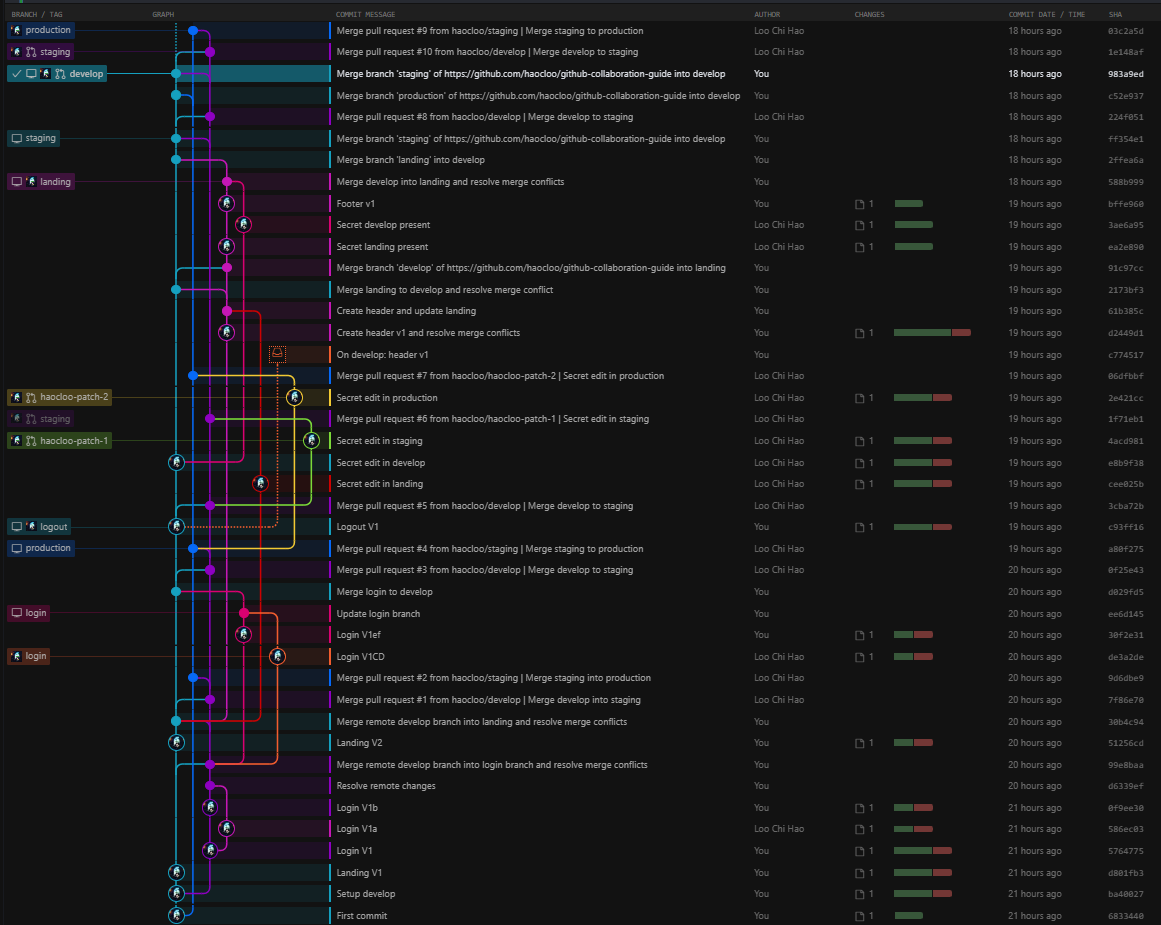 BRANCH / TAG GRAPH COMMIT MESSAGE AUTHOR CHANGES COMMIT DATE / TIME SHA
production Merge pull request #9 from haocloo/staging | Merge staging to production Loo Chi Hao 18 hours ago 03c2a5d
staging Merge pull request #10 from haocloo/develop | Merge develop to staging Loo Chi Hao 18 hours ago 1e148af
develop Merge branch 'staging' of https://github.com/haocloo/github-collaboration-guide into develop You 18 hours ago 983a9ed
Merge branch 'production' of https://github.com/haocloo/github-collaboration-guide into develop You 18 hours ago c52e937
Merge pull request #8 from haocloo/develop | Merge develop to staging Loo Chi Hao 18 hours ago 224f051
staging Merge branch 'staging' of https://github.com/haocloo/github-collaboration-guide into develop You 18 hours ago ff354e1
Merge branch 'landing' into develop You 18 hours ago 2ffea6a
landing Merge develop into landing and resolve merge conflicts You 18 hours ago 588b999
Footer v1 You 1 19 hours ago bffe960
Secret develop present Loo Chi Hao 1 19 hours ago 3ae6a95
Secret landing present Loo Chi Hao 1 19 hours ago ea2e890
Merge branch 'develop' of https://github.com/haocloo/github-collaboration-guide into landing You 19 hours ago 91c97cc
Merge landing to develop and resolve merge conflict You 19 hours ago 2173bf3
Create header and update landing You 19 hours ago 61b385c
Create header v1 and resolve merge conflicts You 1 19 hours ago d2449d1
On develop: header v1 You 19 hours ago c774517
Merge pull request #7 from haocloo/haocloo-patch-2 | Secret edit in production Loo Chi Hao 19 hours ago 06dfbbf
haocloo-patch-2 Secret edit in production Loo Chi Hao 1 19 hours ago 2e421cc
staging Merge pull request #6 from haocloo/haocloo-patch-1 | Secret edit in staging Loo Chi Hao 19 hours ago 1f71eb1
haocloo-patch-1 Secret edit in staging Loo Chi Hao 1 19 hours ago 4acd981
Secret edit in develop Loo Chi Hao 1 19 hours ago e8b9f38
Secret edit in landing Loo Chi Hao 1 19 hours ago cee025b
Merge pull request #5 from haocloo/develop | Merge develop to staging Loo Chi Hao 19 hours ago 3cba72b
logout Logout V1 You 1 19 hours ago c93ff16
production Merge pull request #4 from haocloo/staging | Merge staging to production Loo Chi Hao 19 hours ago a80f275
Merge pull request #3 from haocloo/develop | Merge develop to staging Loo Chi Hao 19 hours ago 0f25e43
Merge login to develop You 20 hours ago d029fd5
login Update login branch You 20 hours ago ee6d145
Login V1ef You 1 20 hours ago 30f2e31
login Login V1CD Loo Chi Hao 1 20 hours ago de3a2de
Merge pull request #2 from haocloo/staging | Merge staging into production Loo Chi Hao 20 hours ago 9d6dbe9
Merge pull request #1 from haocloo/develop | Merge develop into staging Loo Chi Hao 20 hours ago 7f86e70
Merge remote develop branch into landing and resolve merge conflicts You 20 hours ago 30b4c94
Landing V2 You 1 20 hours ago 51256cd
Merge remote develop branch into login branch and resolve merge conflicts You 20 hours ago 99e8baa
Resolve remote changes You 20 hours ago d6339ef
Login V1b You 1 21 hours ago 0f9ee30
Login V1a Loo Chi Hao 1 21 hours ago 586ec03
Login V1 You 1 21 hours ago 5764775
Landing V1 You 1 21 hours ago d801fb3
Setup develop You 1 21 hours ago ba40027
First commit You 1 21 hours ago 6833440